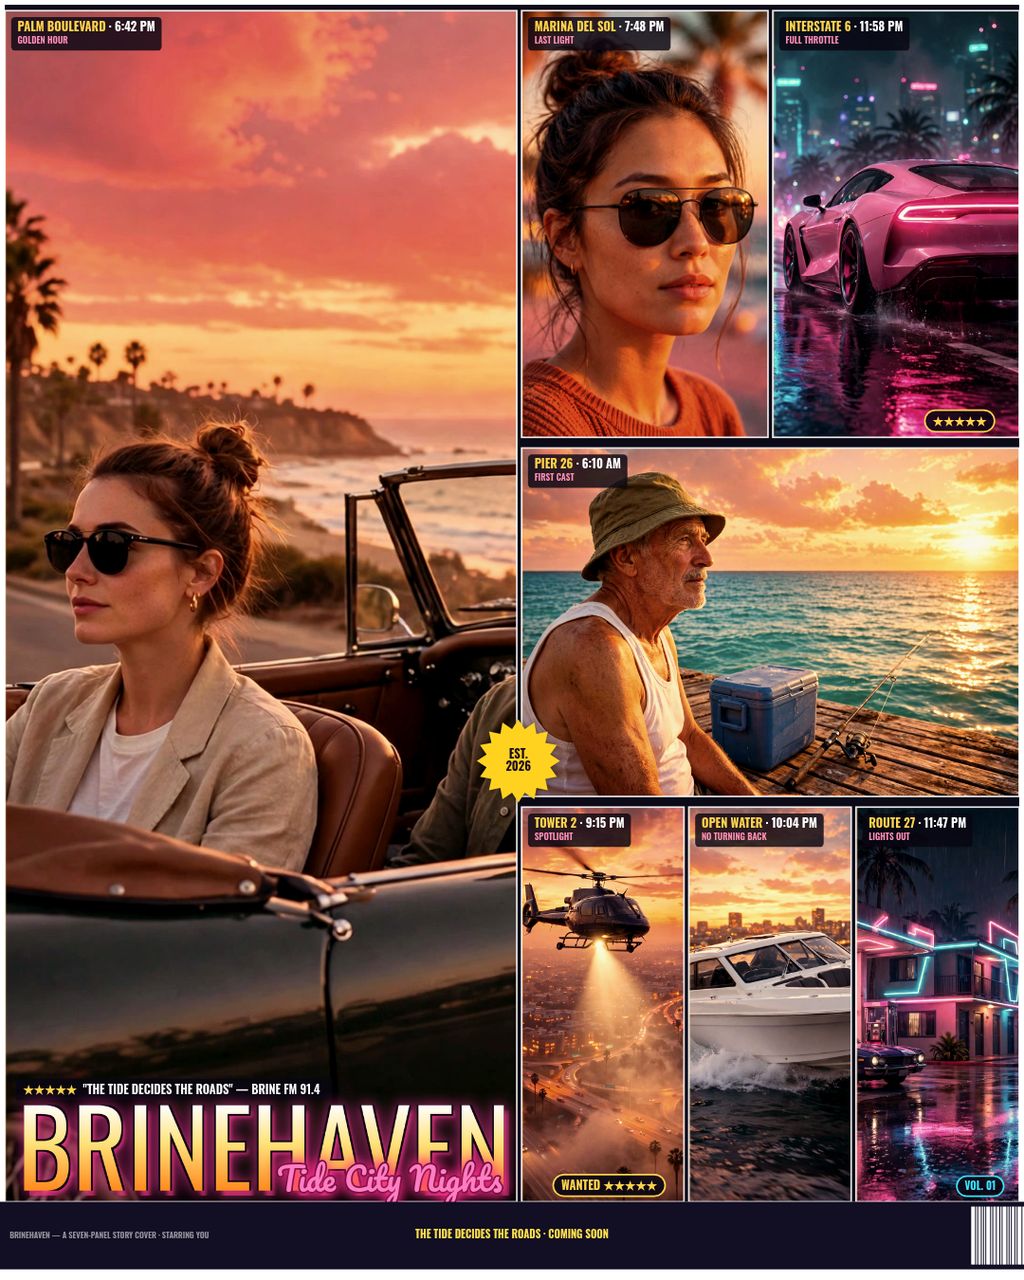 PALM BOULEVARD · 6:42 PM
GOLDEN HOUR
MARINA DEL SOL · 7:48 PM
LAST LIGHT
INTERSTATE 6 · 11:58 PM
FULL THROTTLE
★★★★★
PIER 26 · 6:10 AM
FIRST CAST
EST.
2026
TOWER 2 · 9:15 PM
SPOTLIGHT
OPEN WATER · 10:04 PM
NO TURNING BACK
ROUTE 27 · 11:47 PM
LIGHTS OUT
★★★★★ "THE TIDE DECIDES THE ROADS" — BRINE FM 91.4
BRINEHAVEN
Tide City Nights
WANTED ★★★★★
VOL. 01
BRINEHAVEN — A SEVEN-PANEL STORY COVER · STARRING YOU
THE TIDE DECIDES THE ROADS · COMING SOON